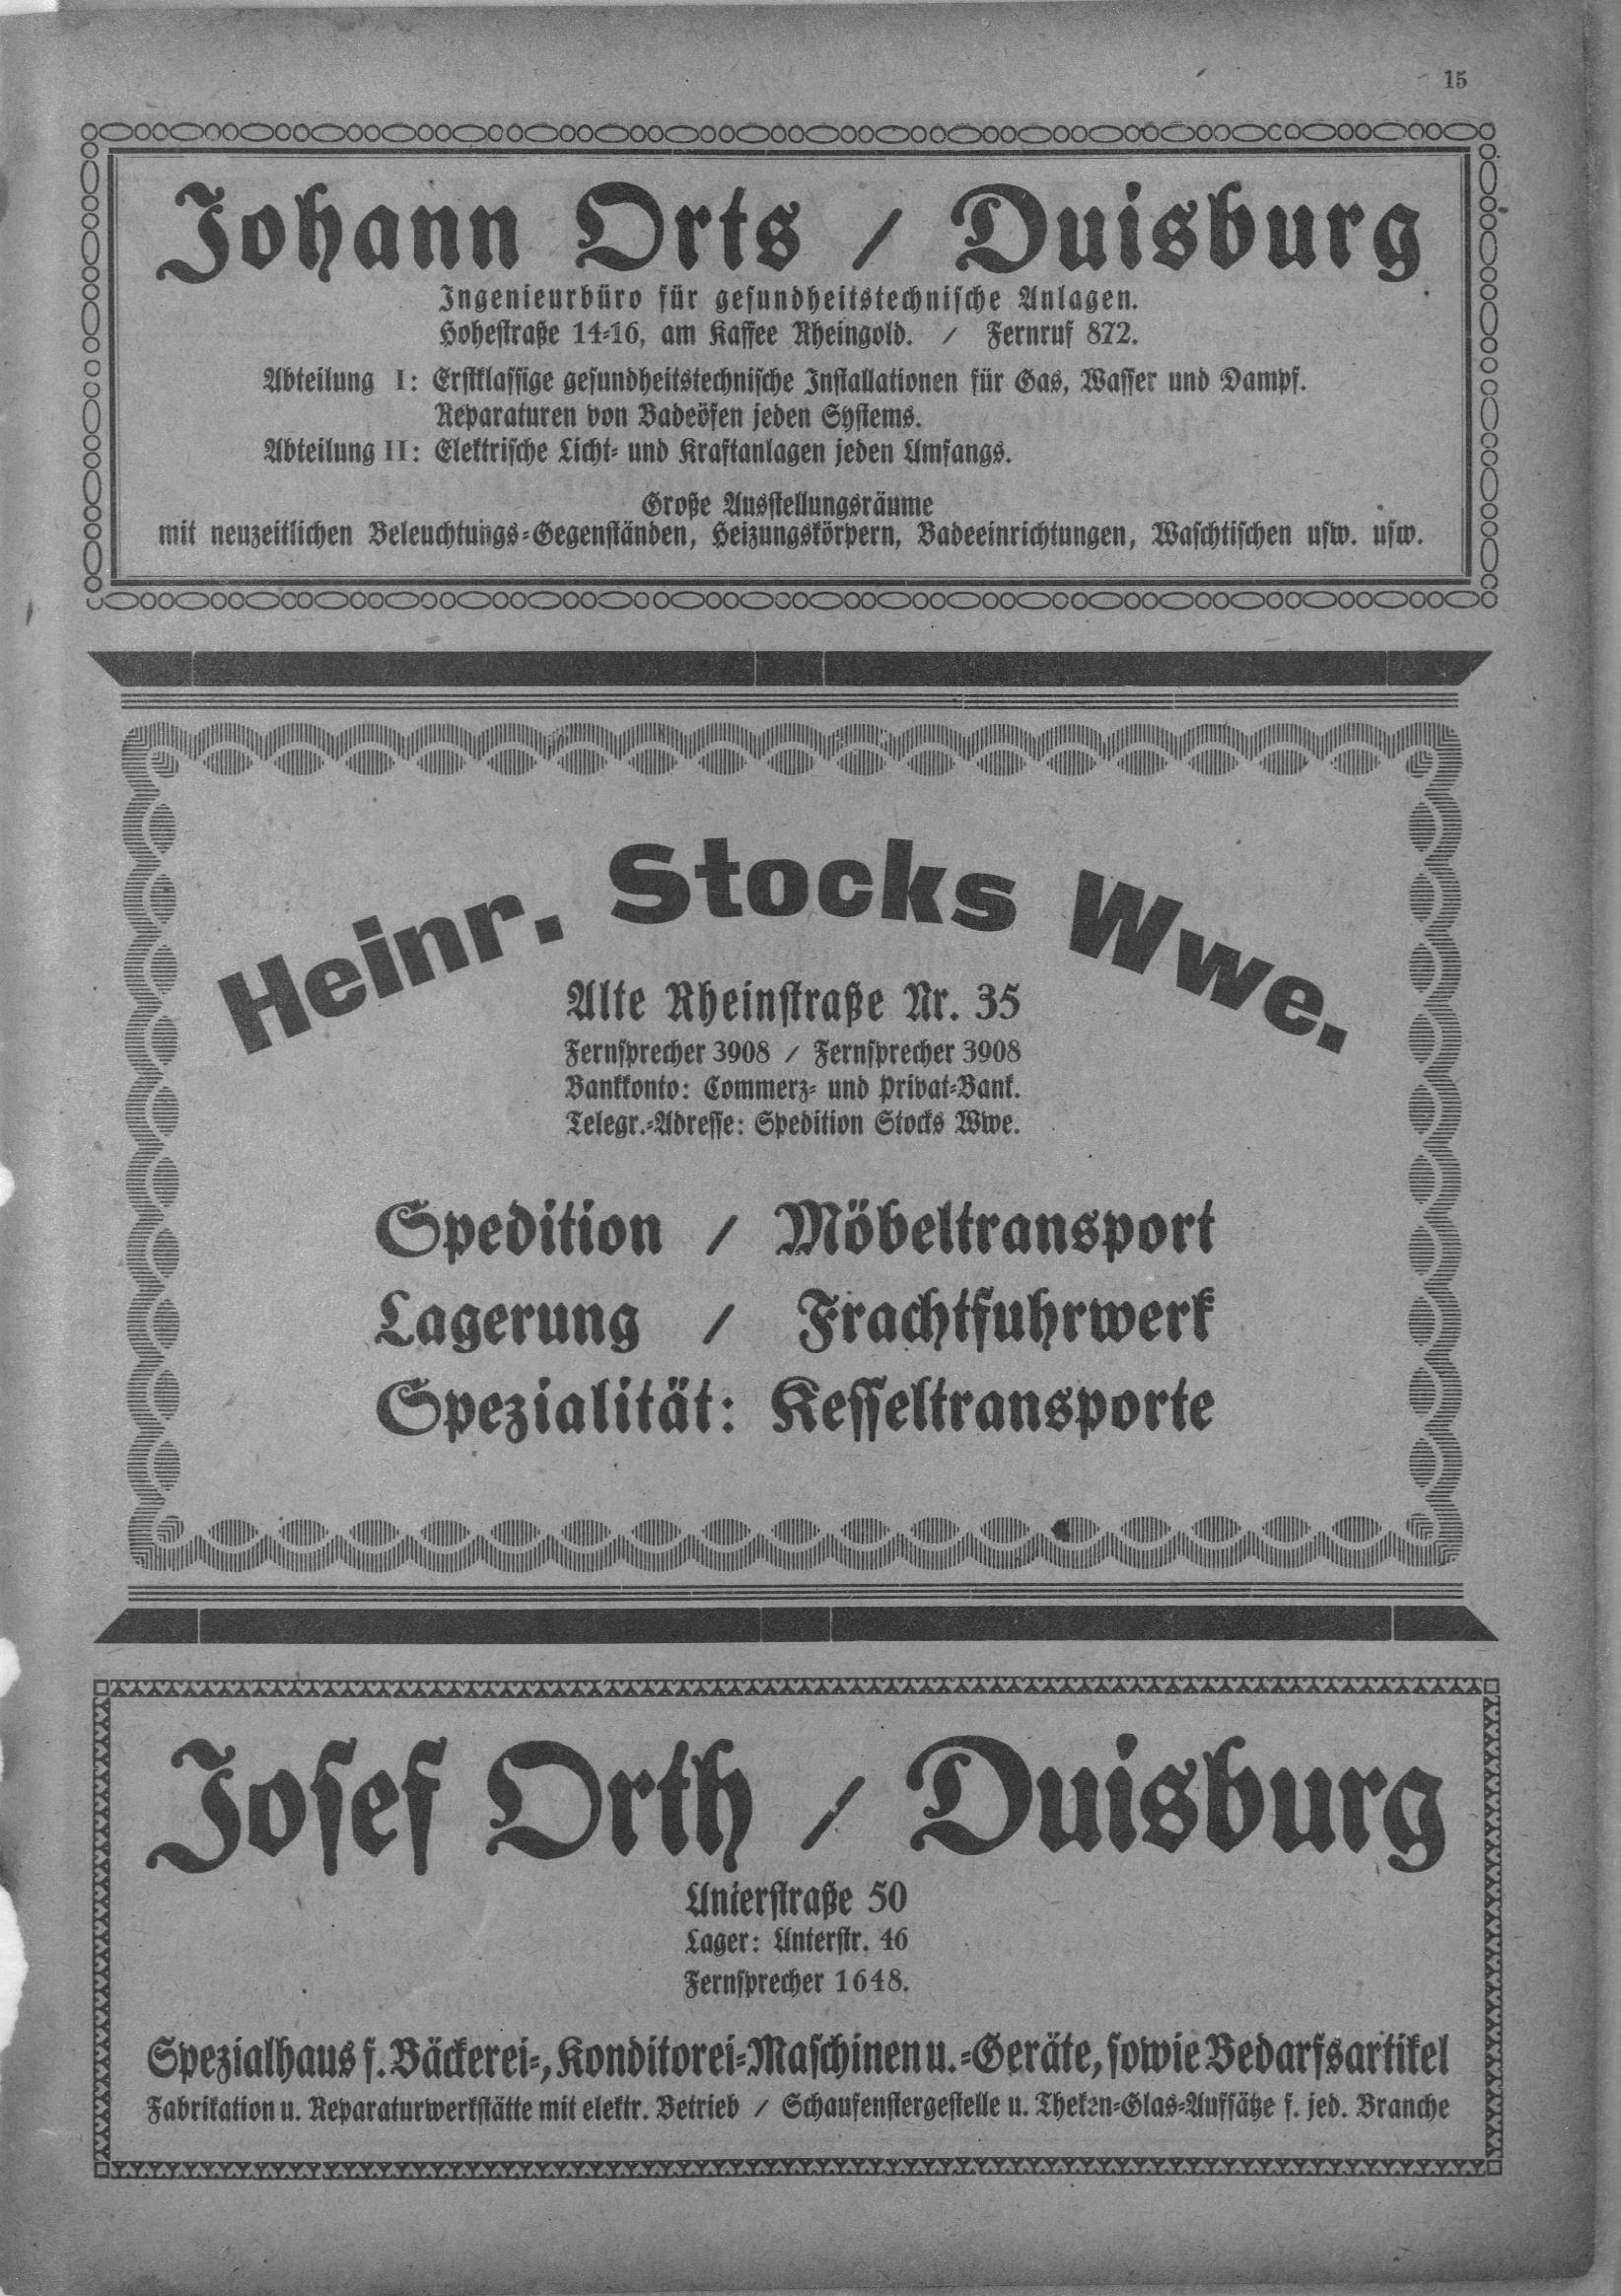 15
Johann Orts / Duisburg
Ingenieurbüro für gesundheitstechnische Anlagen.
Hohestraße 14-16, am Kaffee Rheingold. / Fernruf 872.
Abteilung I: Erstklassige gesundheitstechnische Installationen für Gas, Wasser und Dampf.
Reparaturen von Badeöfen jeden Systems.
Abteilung II: Elektrische Licht- und Kraftanlagen jeden Umfangs.
Große Ausstellungsräume
mit neuzeitlichen Beleuchtungs-Gegenständen, Heizungskörpern, Badeeinrichtungen, Waschtischen usw. usw.
Heinr. Stocks Wwe.
Alte Rheinstraße Nr. 35
Fernsprecher 3908 / Fernsprecher 3908
Bankkonto: Commerz- und Privat-Bank.
Telegr.-Adresse: Spedition Stocks Wwe.
Spedition / Möbeltransport
Lagerung / Frachtfuhrwerk
Spezialität: Kesseltransporte
Josef Orth / Duisburg
Unterstraße 50
Lager: Unterstr. 46
Fernsprecher 1648.
Spezialhaus f. Bäckerei-, Konditorei-Maschinen u.-Geräte, sowie Bedarfsartikel
Fabrikation u. Reparaturwerkstätte mit elektr. Betrieb / Schaufenstergestelle u. Theken-Glas-Aufsätze f. jed. Branche